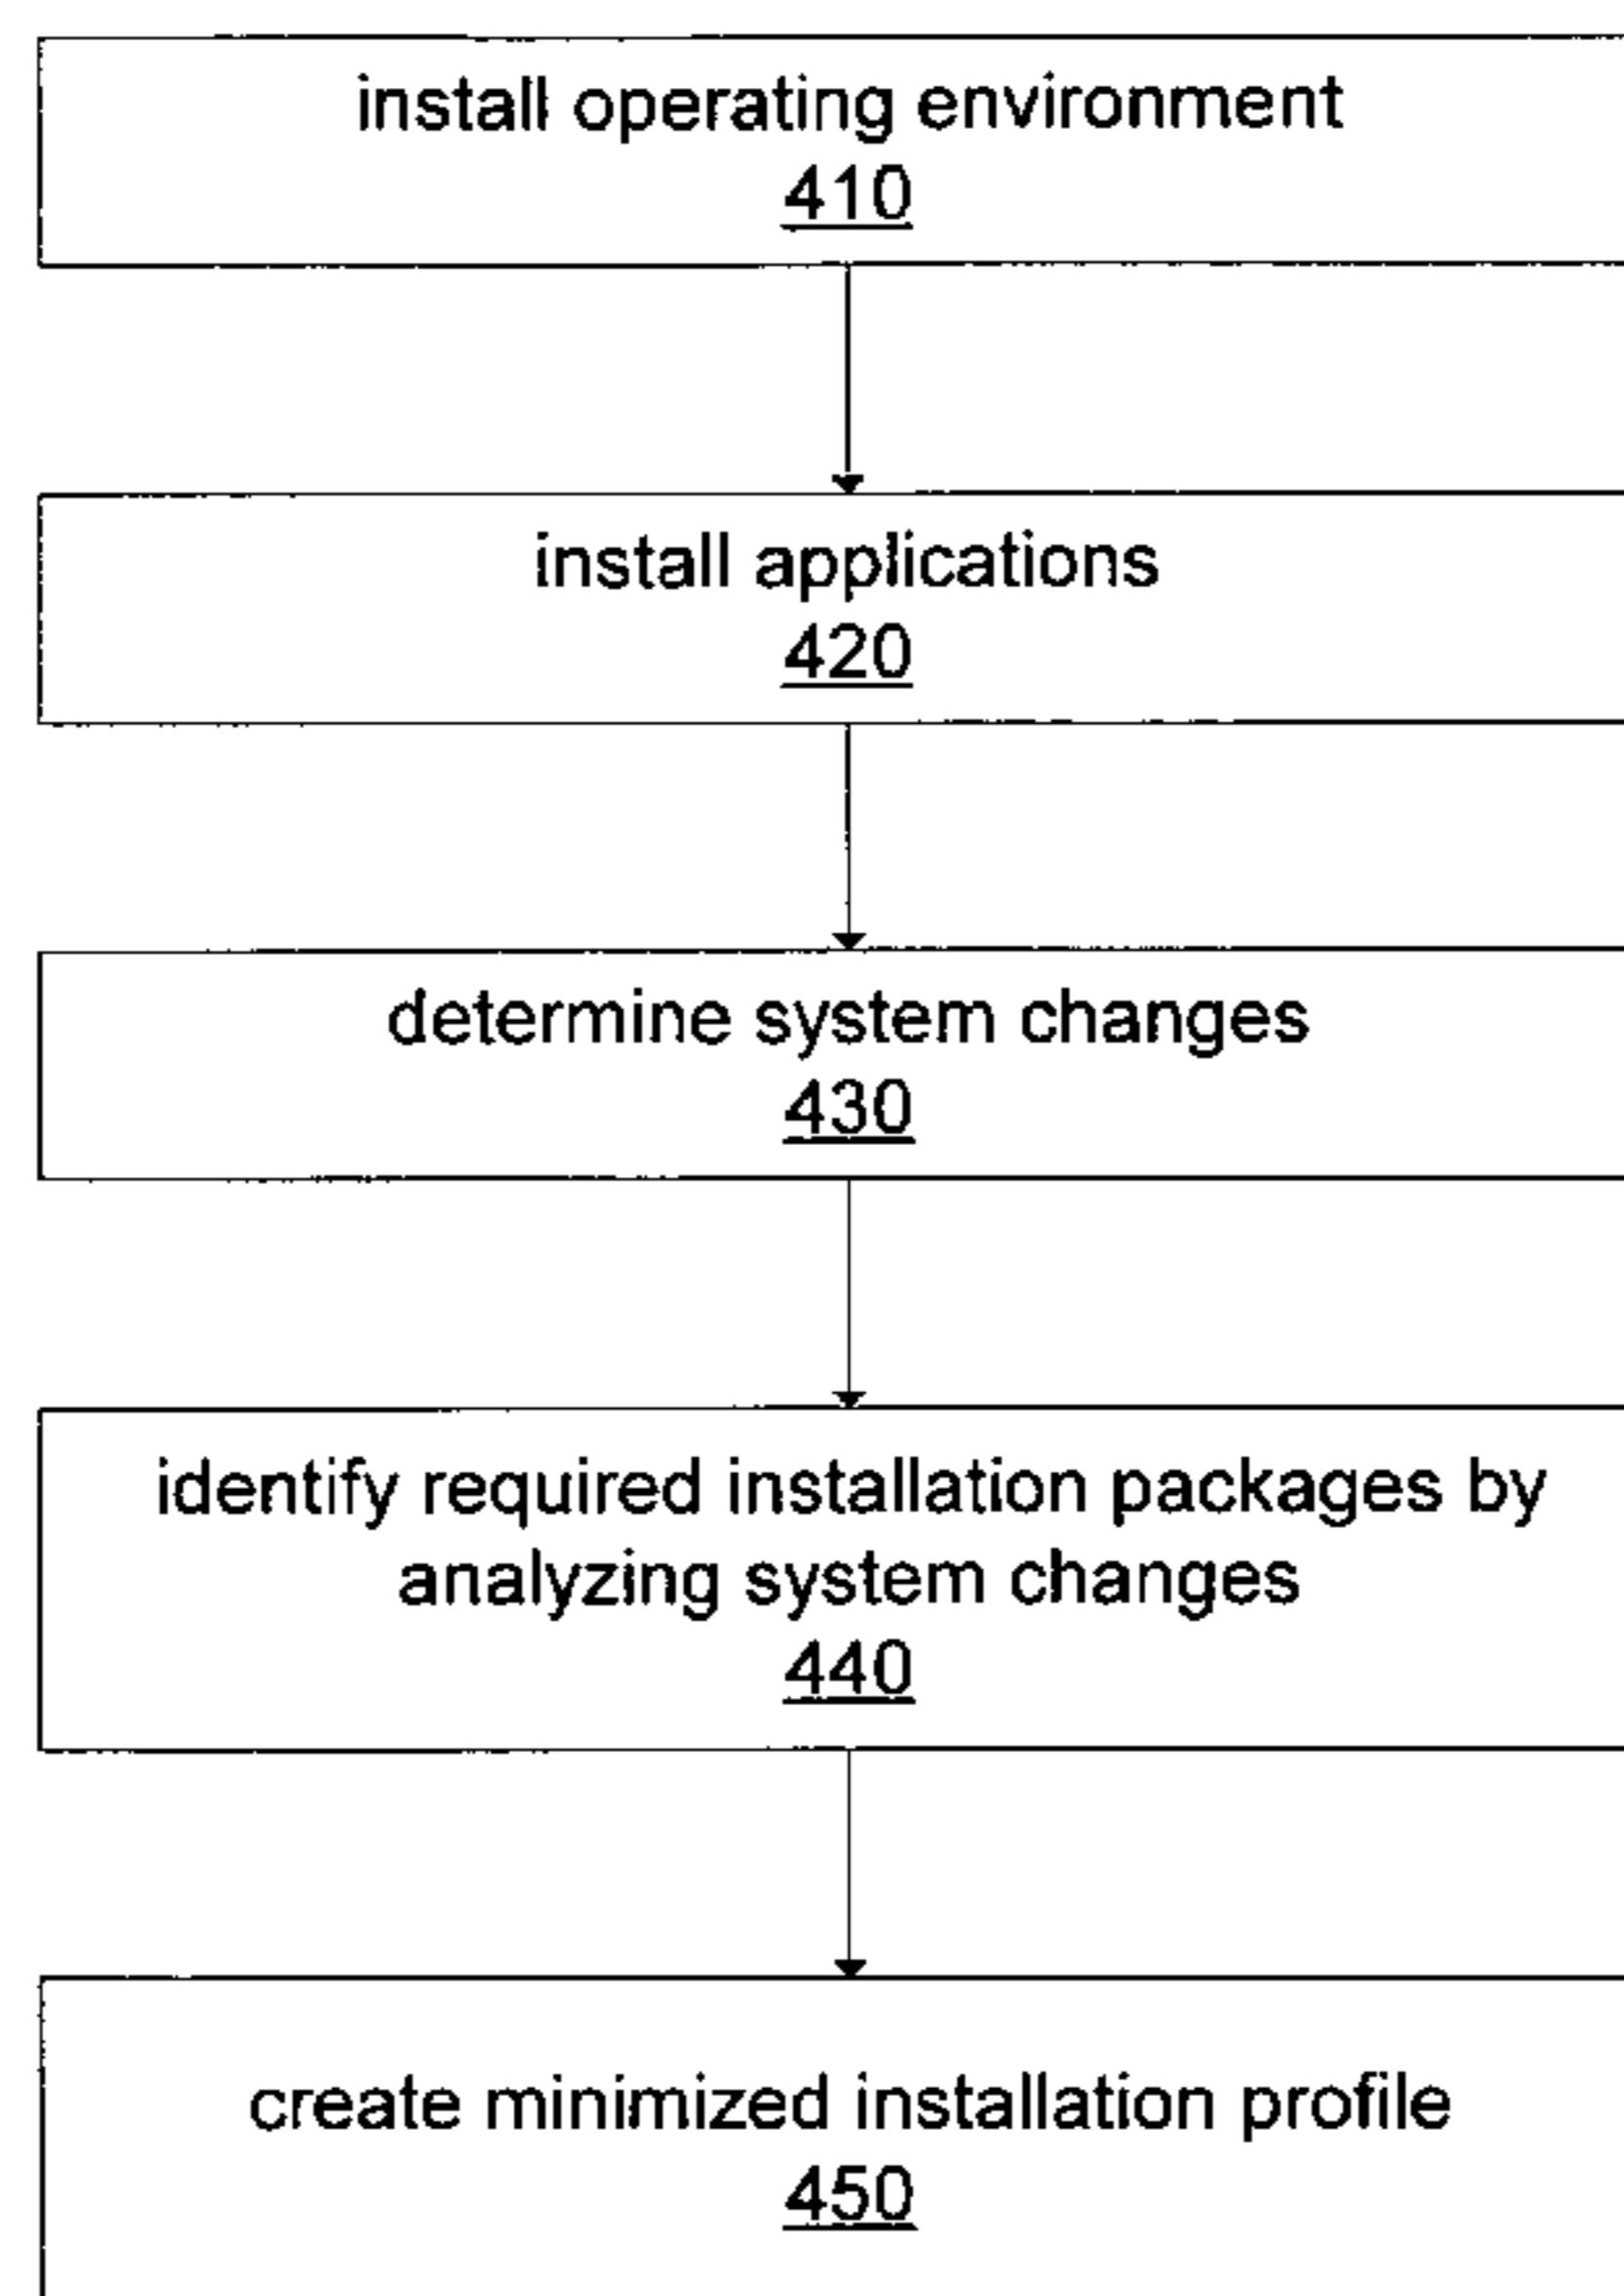 install operating environment
410
install applications
420
determine system changes
430
identify required installation packages by
analyzing system changes
440
create minimized installation profile
450